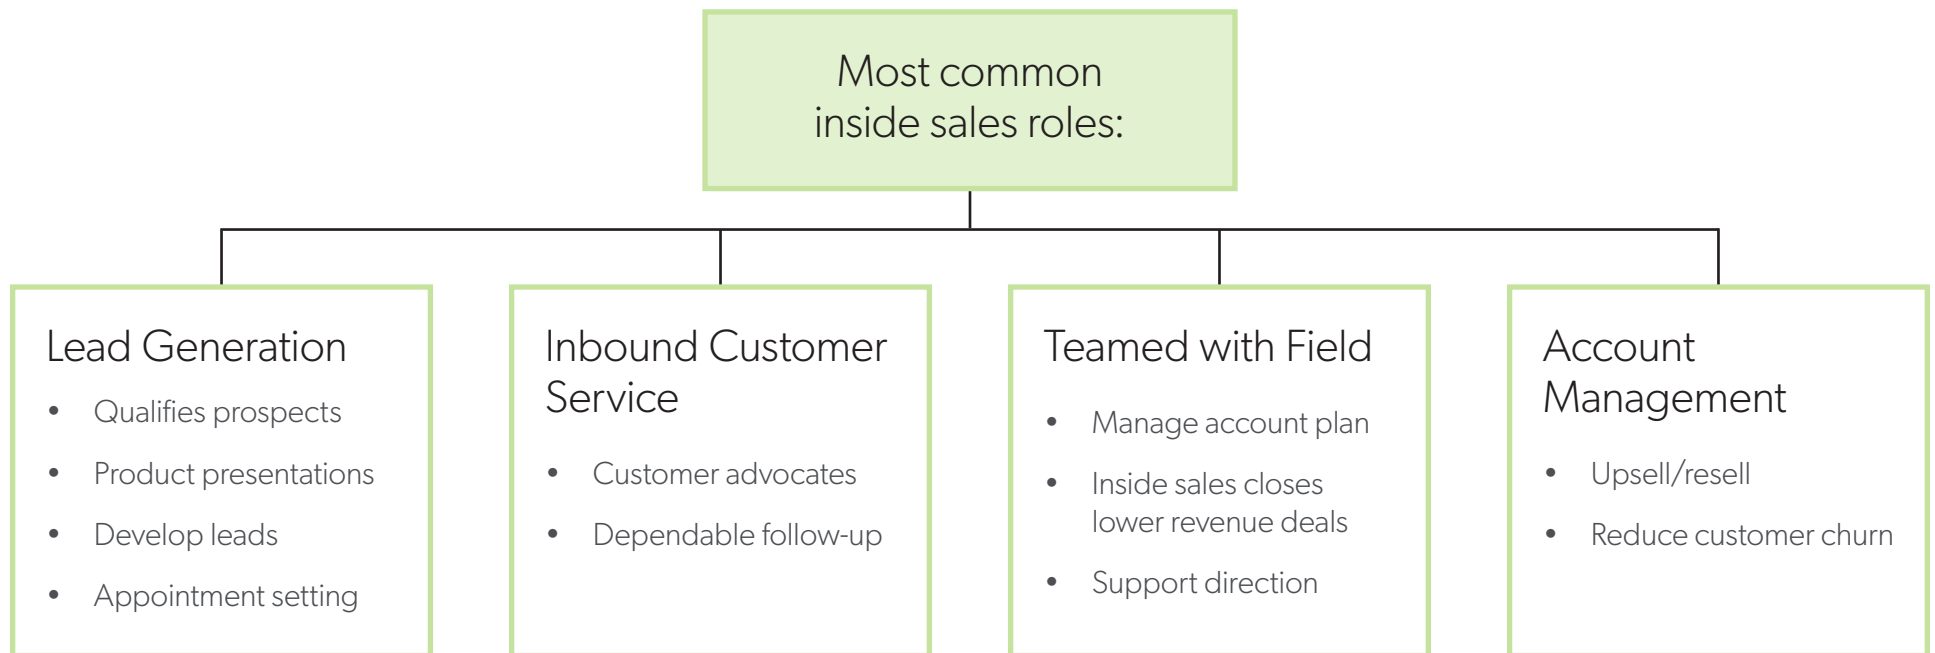 Most common
inside sales roles:
Lead Generation
• Qualifies prospects
• Product presentations
• Develop leads
• Appointment setting
Inbound Customer
Service
• Customer advocates
• Dependable follow-up
Teamed with Field
• Manage account plan
• Inside sales closes
lower revenue deals
• Support direction
Account
Management
• Upsell/resell
• Reduce customer churn